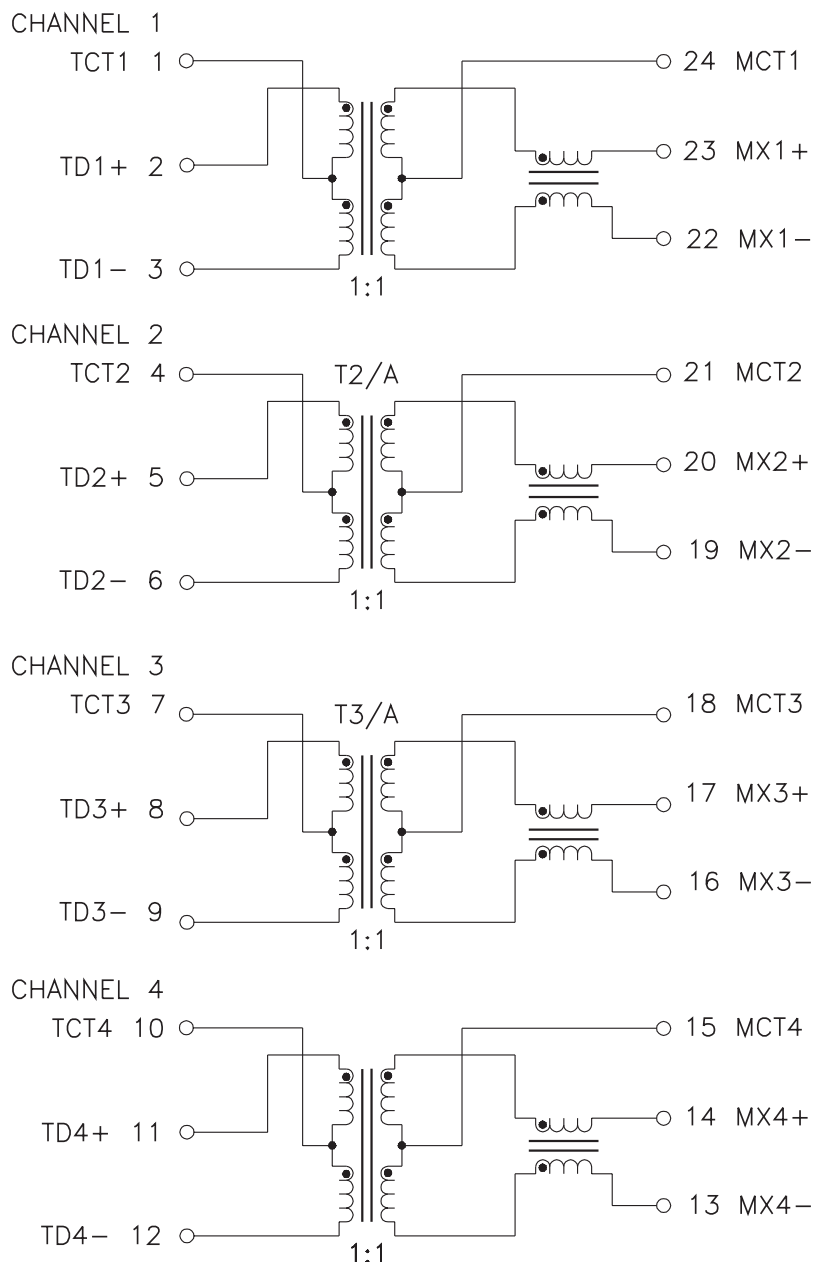 CHANNEL 1
TCT1 1
24 MCT1
TD1+ 2
23 MX1+
22 MX1−
TD1− 3
1:1
CHANNEL 2
TCT2 4
T2/A
21 MCT2
TD2+ 5
20 MX2+
19 MX2−
TD2− 6
1:1
CHANNEL 3
TCT3 7
T3/A
18 MCT3
TD3+ 8
17 MX3+
16 MX3−
TD3− 9
1:1
CHANNEL 4
TCT4 10
15 MCT4
TD4+ 11
14 MX4+
13 MX4−
TD4− 12
1:1